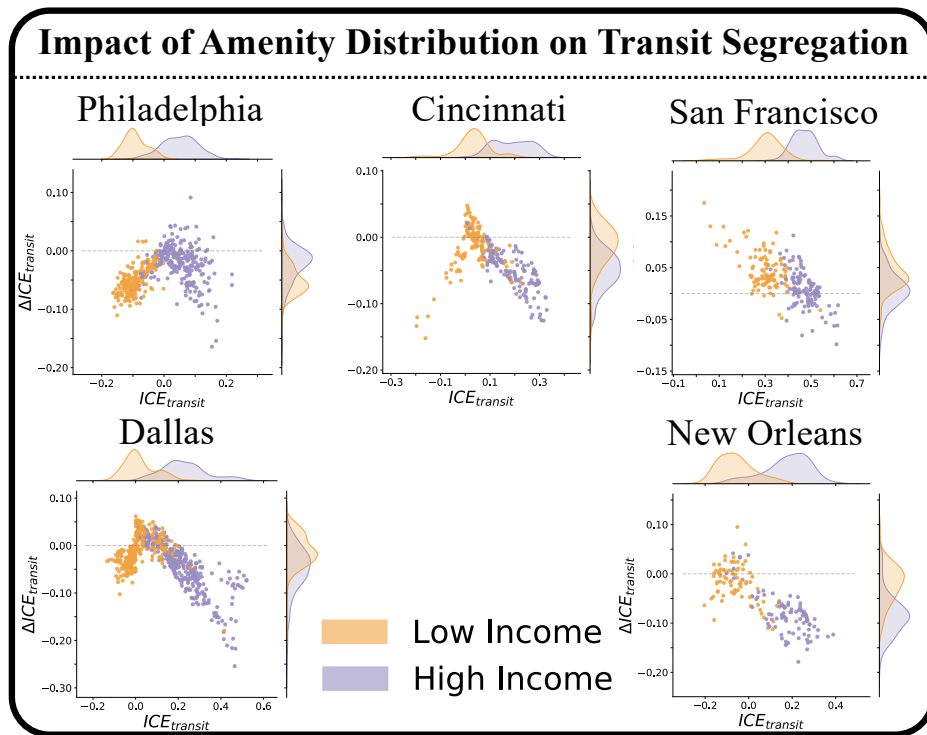 Impact of Amenity Distribution on Transit Segregation
Philadelphia
ΔICE_transit
0.10
0.00
−0.10
−0.20
−0.2
0.0
0.2
ICE_transit
Cincinnati
0.10
0.00
−0.10
−0.20
−0.3
−0.1
0.1
0.3
ICE_transit
San Francisco
0.15
0.05
−0.05
−0.15
−0.1
0.1
0.3
0.5
0.7
ICE_transit
Dallas
ΔICE_transit
0.10
0.00
−0.10
−0.20
−0.30
−0.2
0.0
0.2
0.4
0.6
ICE_transit
Low Income
High Income
New Orleans
ΔICE_transit
0.10
0.00
−0.10
−0.20
−0.2
0.0
0.2
0.4
ICE_transit